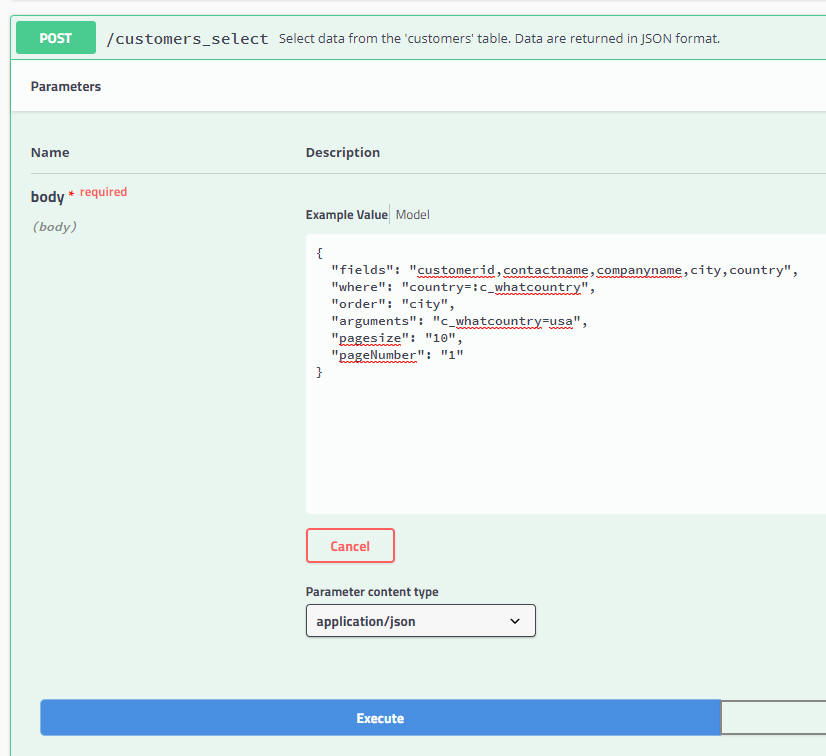 POST /customers_select Select data from the 'customers' table. Data are returned in JSON format.
Parameters
Name Description
body * required
(body)
Example Value Model
{
"fields": "customerid,contactname,companyname,city,country",
"where": "country=:c_whatcountry",
"order": "city",
"arguments": "c_whatcountry=usa",
"pagesize": "10",
"pageNumber": "1"
}
Cancel
Parameter content type
application/json
Execute